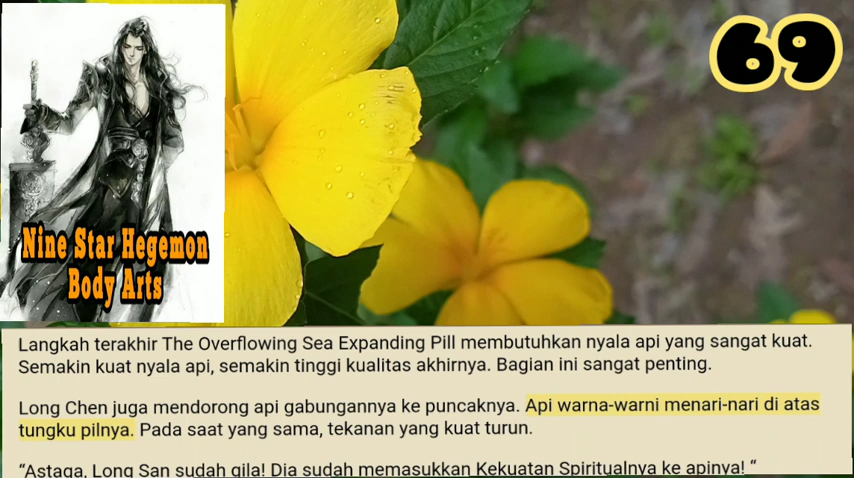 69
Nine Star Hegemon
Body Arts
Langkah terakhir The Overflowing Sea Expanding Pill membutuhkan nyala api yang sangat kuat.
Semakin kuat nyala api, semakin tinggi kualitas akhirnya. Bagian ini sangat penting.
Long Chen juga mendorong api gabungannya ke puncaknya. Api warna-warni menari-nari di atas
tungku pilnya. Pada saat yang sama, tekanan yang kuat turun.
“Astaga, Long San sudah gila! Dia sudah memasukkan Kekuatan Spiritualnya ke apinya! “